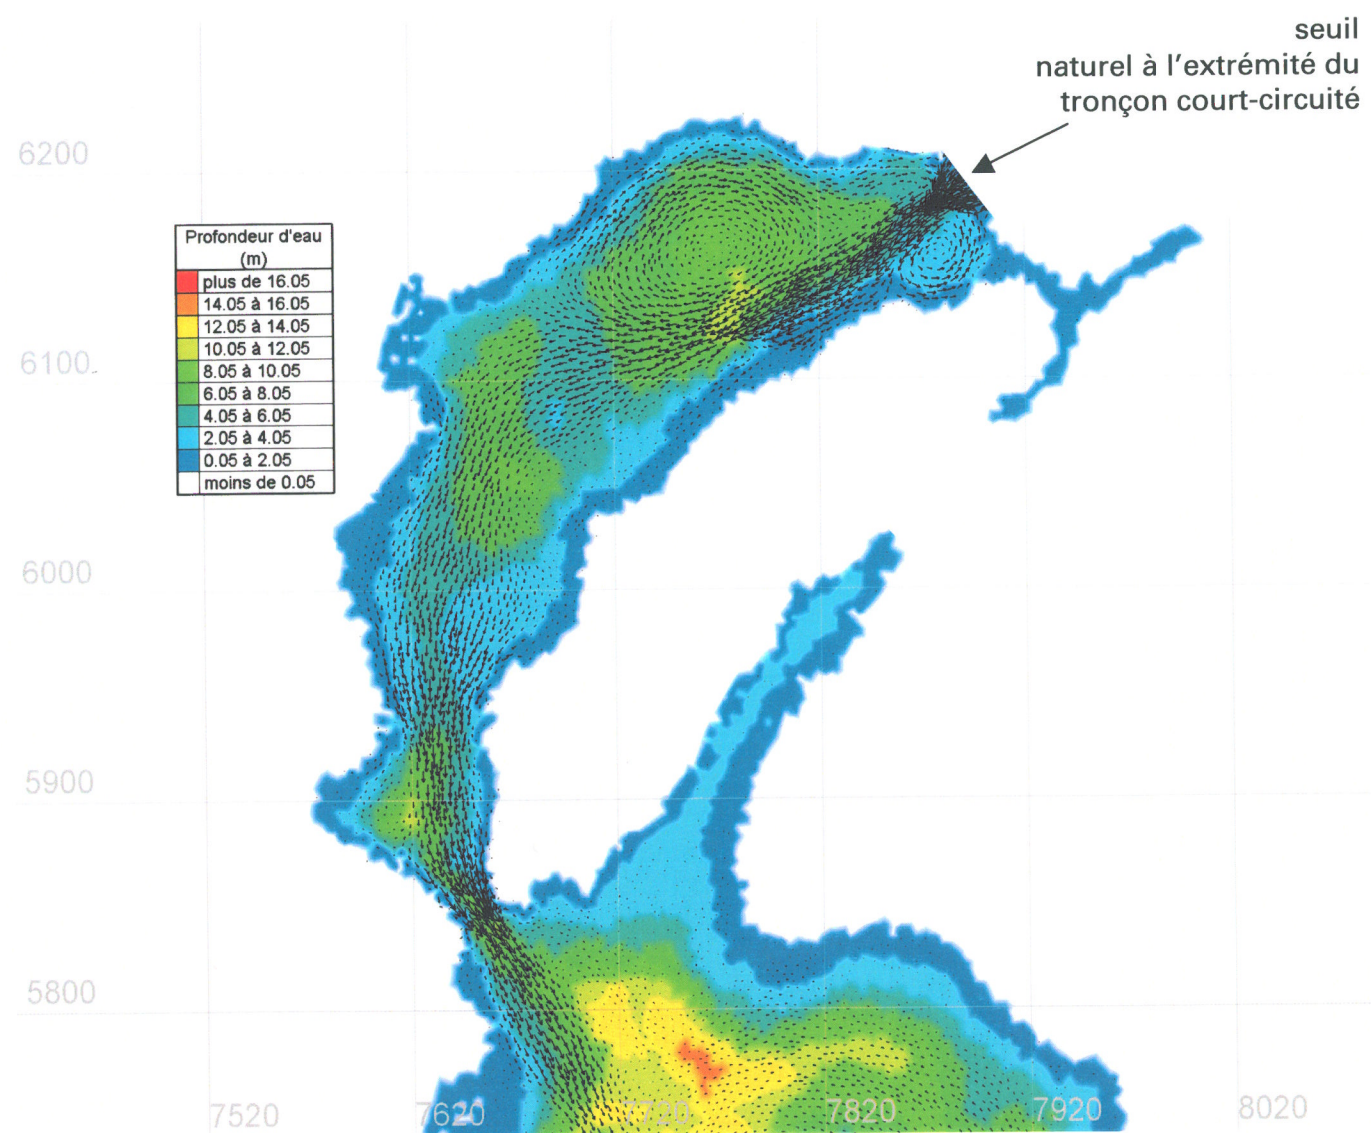 seuil
naturel à l'extrémité du
tronçon court-circuité
6200
Profondeur d'eau
(m)
plus de 16.05
14.05 à 16.05
12.05 à 14.05
10.05 à 12.05
8.05 à 10.05
6.05 à 8.05
4.05 à 6.05
2.05 à 4.05
0.05 à 2.05
moins de 0.05
6100
6000
5900
5800
7520
7620
7720
7820
7920
8020